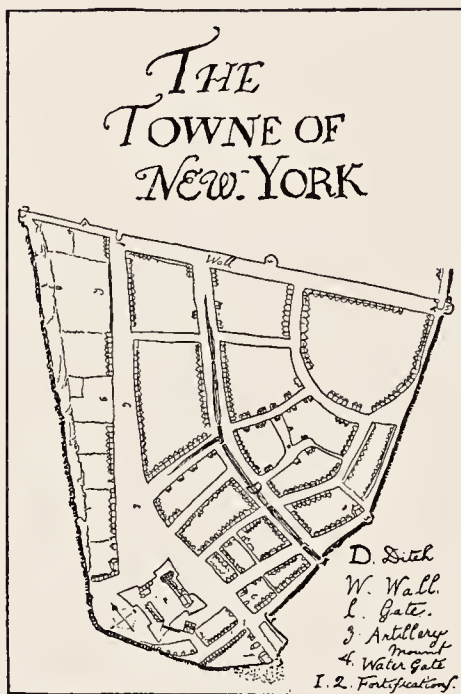 THE
TOWNE OF
NEW-YORK
Wall
D. Ditch
W. Wall.
l. Gate.
3. Artillery
Mount
4. Water Gate
1. 2. Fortifications